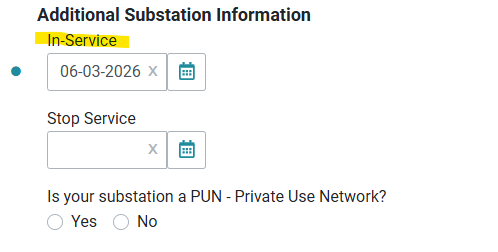 Additional Substation Information
In-Service
06-03-2026 x
Stop Service
x
Is your substation a PUN - Private Use Network?
Yes No